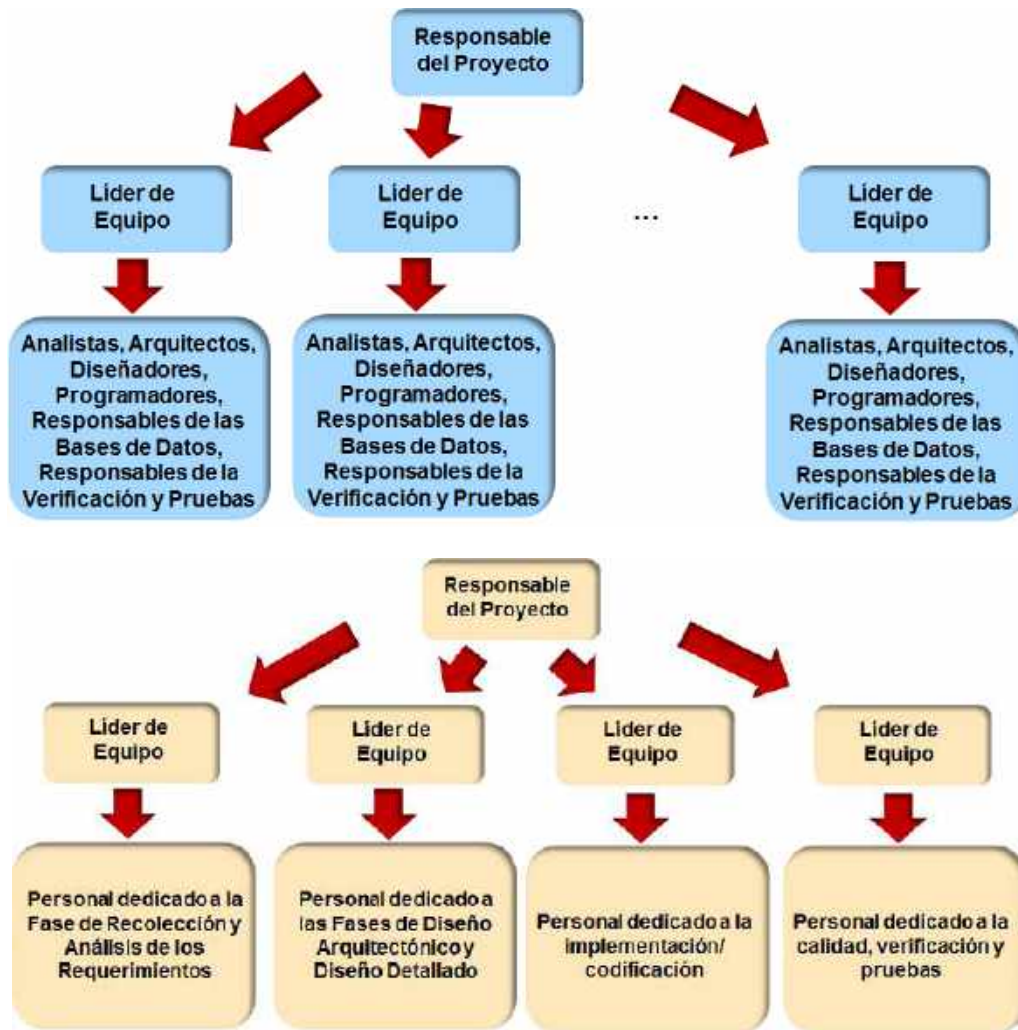 Responsable
del Proyecto
Lider de
Equipo
Lider de
Equipo
...
Lider de
Equipo
Analistas, Arquitectos,
Diseñadores,
Programadores,
Responsables de las
Bases de Datos,
Responsables de la
Verificación y Pruebas
Analistas, Arquitectos,
Diseñadores,
Programadores,
Responsables de las
Bases de Datos,
Responsables de la
Verificación y Pruebas
Analistas, Arquitectos,
Diseñadores,
Programadores,
Responsables de las
Bases de Datos,
Responsables de la
Verificación y Pruebas
Responsable
del Proyecto
Lider de
Equipo
Lider de
Equipo
Lider de
Equipo
Lider de
Equipo
Personal dedicado a la
Fase de Recolección y
Análisis de los
Requerimientos
Personal dedicado a
las Fases de Diseño
Arquitectónico y
Diseño Detallado
Personal dedicado a la
implementación/
codificación
Personal dedicado a la
calidad, verificación y
pruebas